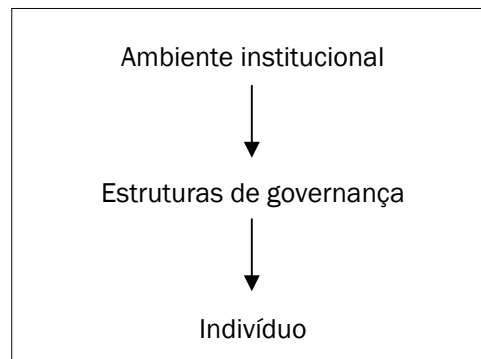 Ambiente institucional
Estruturas de governança
Indivíduo